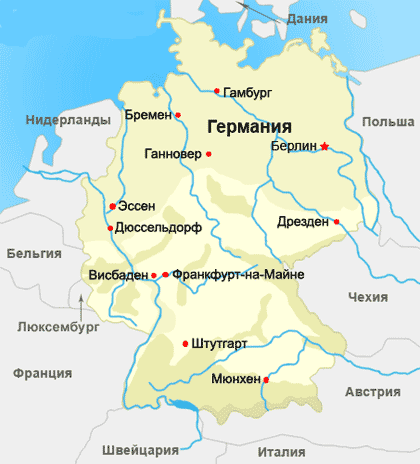 Дания
Гамбург
Нидерланды
Бремен
Польша
Германия
Берлин
Ганновер
Эссен
Дрезден
Дюссельдорф
Бельгия
Висбаден
Франкфурт-на-Майне
Чехия
Люксембург
Штутгарт
Франция
Мюнхен
Австрия
Швейцария
Италия